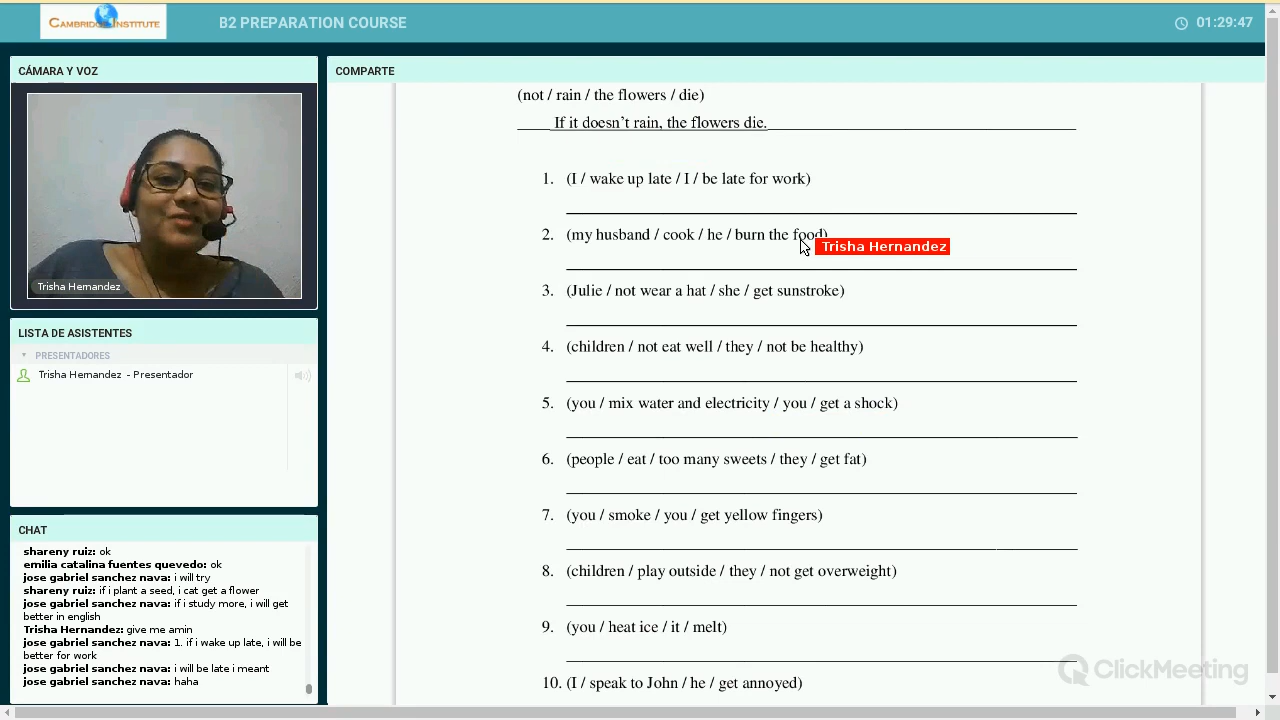 CAMBRIDGE INSTITUTE
B2 PREPARATION COURSE
01:29:47
CÁMARA Y VOZ
Trisha Hernandez
LISTA DE ASISTENTES
PRESENTADORES
Trisha Hernandez - Presentador
CHAT
shareny ruiz: ok
emilia catalina fuentes quevedo: ok
jose gabriel sanchez nava: i will try
shareny ruiz: if i plant a seed, i cat get a flower
jose gabriel sanchez nava: if i study more, i will get
better in english
Trisha Hernandez: give me amin
jose gabriel sanchez nava: 1. if i wake up late, i will be
better for work
jose gabriel sanchez nava: i will be late i meant
jose gabriel sanchez nava: haha
COMPARTE
(not / rain / the flowers / die)
If it doesn't rain, the flowers die.
1. (I / wake up late / I / be late for work)
2. (my husband / cook / he / burn the food)
Trisha Hernandez
3. (Julie / not wear a hat / she / get sunstroke)
4. (children / not eat well / they / not be healthy)
5. (you / mix water and electricity / you / get a shock)
6. (people / eat / too many sweets / they / get fat)
7. (you / smoke / you / get yellow fingers)
8. (children / play outside / they / not get overweight)
9. (you / heat ice / it / melt)
10. (I / speak to John / he / get annoyed)
ClickMeeting